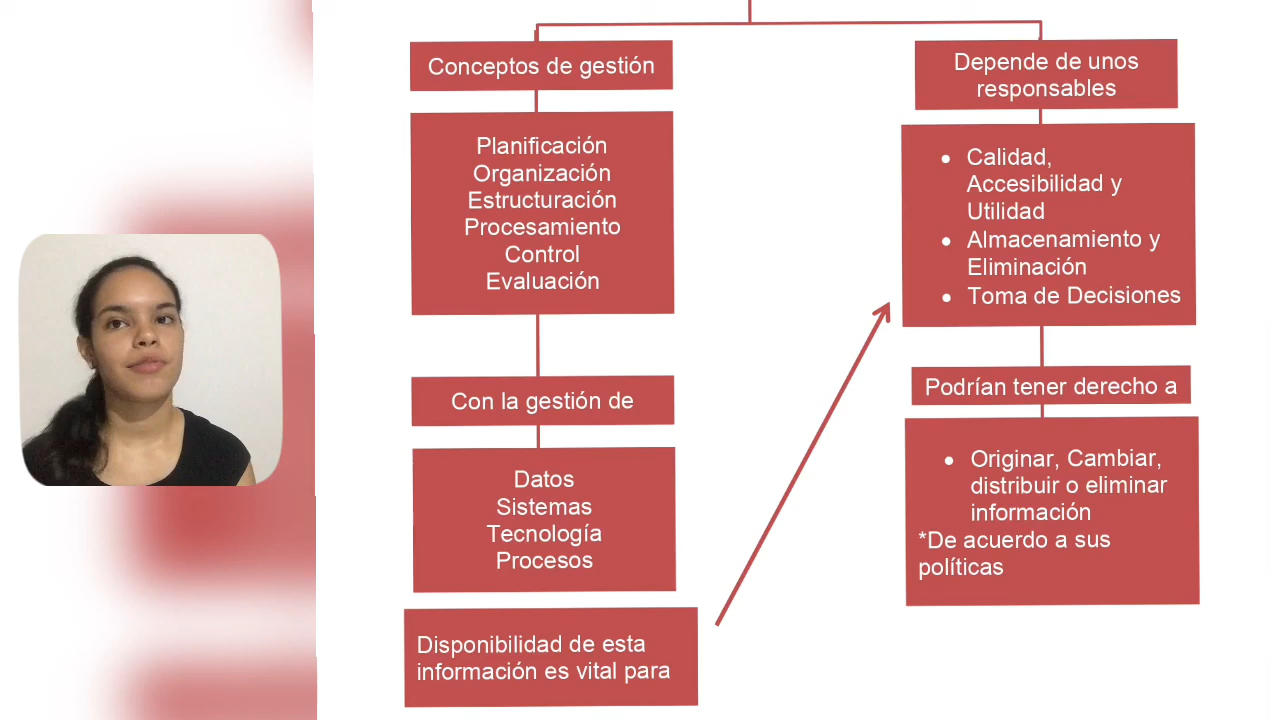 Conceptos de gestión
Planificación
Organización
Estructuración
Procesamiento
Control
Evaluación
Con la gestión de
Datos
Sistemas
Tecnología
Procesos
Disponibilidad de esta
información es vital para
Depende de unos
responsables
• Calidad,
Accesibilidad y
Utilidad
• Almacenamiento y
Eliminación
• Toma de Decisiones
Podrían tener derecho a
• Originar, Cambiar,
distribuir o eliminar
información
*De acuerdo a sus
políticas